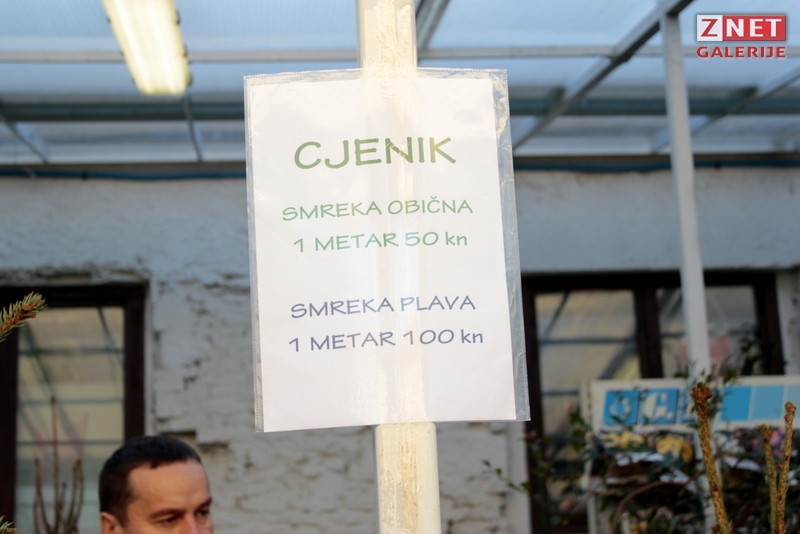 ZNET
GALERIJE
CJENIK
SMREKA OBIČNA
1 METAR 50 kn
SMREKA PLAVA
1 METAR 100 kn